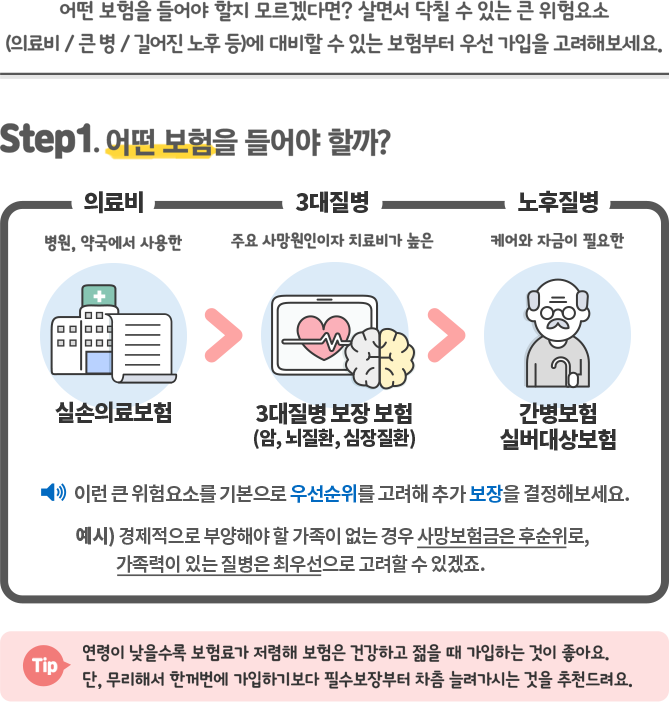 어떤 보험을 들어야 할지 모르겠다면? 살면서 닥칠 수 있는 큰 위험요소
(의료비 / 큰 병 / 길어진 노후 등)에 대비할 수 있는 보험부터 우선 가입을 고려해보세요.
Step1. 어떤 보험을 들어야 할까?
의료비
병원, 약국에서 사용한
실손의료보험
3대질병
주요 사망원인이자 치료비가 높은
3대질병 보장 보험
(암, 뇌질환, 심장질환)
노후질병
케어와 자금이 필요한
간병보험
실버대상보험
이런 큰 위험요소를 기본으로 우선순위를 고려해 추가 보장을 결정해보세요.
예시) 경제적으로 부양해야 할 가족이 없는 경우 사망보험금은 후순위로,
가족력이 있는 질병은 최우선으로 고려할 수 있겠죠.
Tip
연령이 낮을수록 보험료가 저렴해 보험은 건강하고 젊을 때 가입하는 것이 좋아요.
단, 무리해서 한꺼번에 가입하기보다 필수보장부터 차츰 늘려가시는 것을 추천드려요.